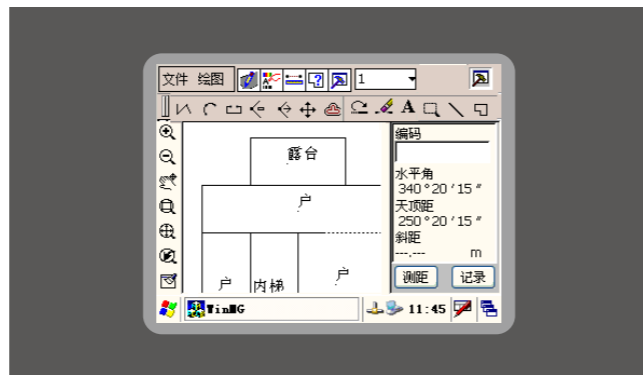 文件 绘图 1
A
编码
水平角
340°20′15″
天顶距
250°20′15″
斜距
---.--- m
测距 记录
露台
户
户 内梯 户
WinMG 11:45